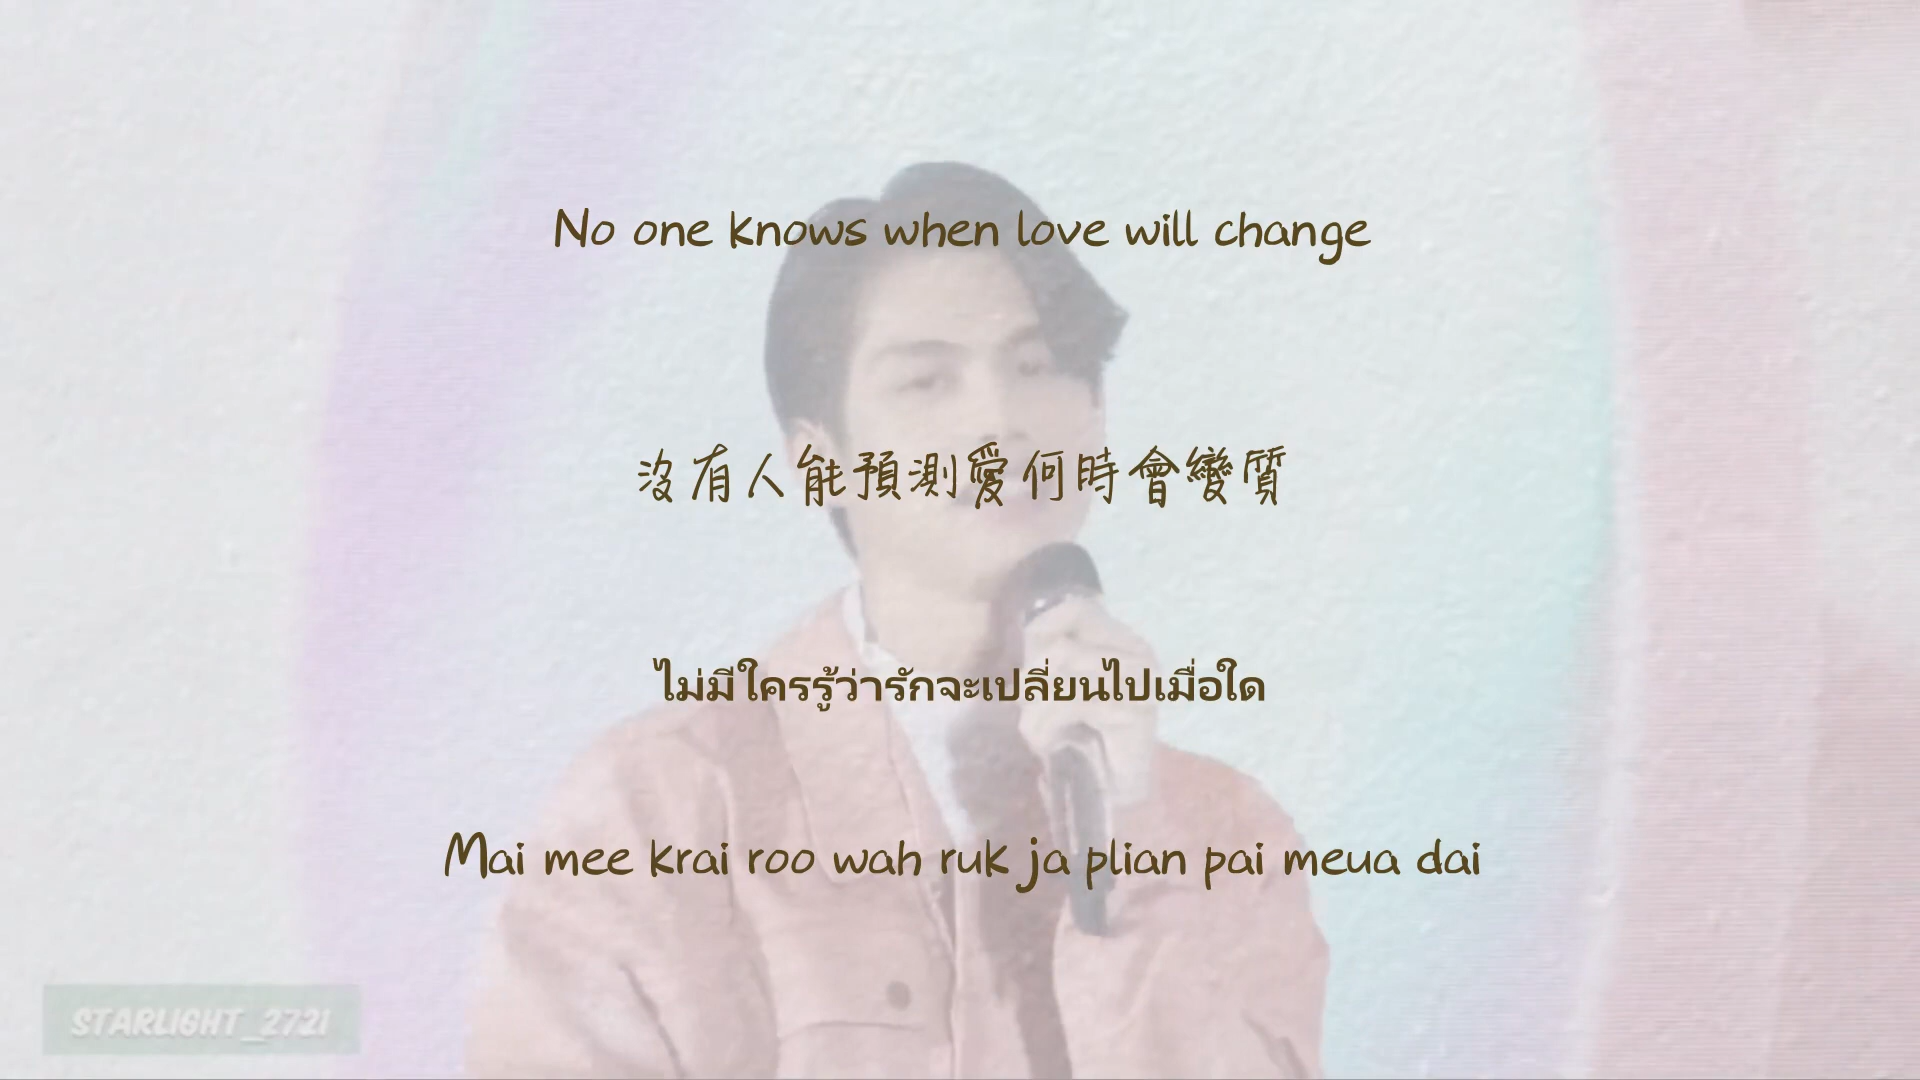 No one knows when love will change
沒有人能預測愛何時會變質
ไม่มีใครรู้ว่ารักจะเปลี่ยนไปเมื่อใด
Mai mee krai roo wah ruk ja plian pai meua dai
STARLIGHT_2721